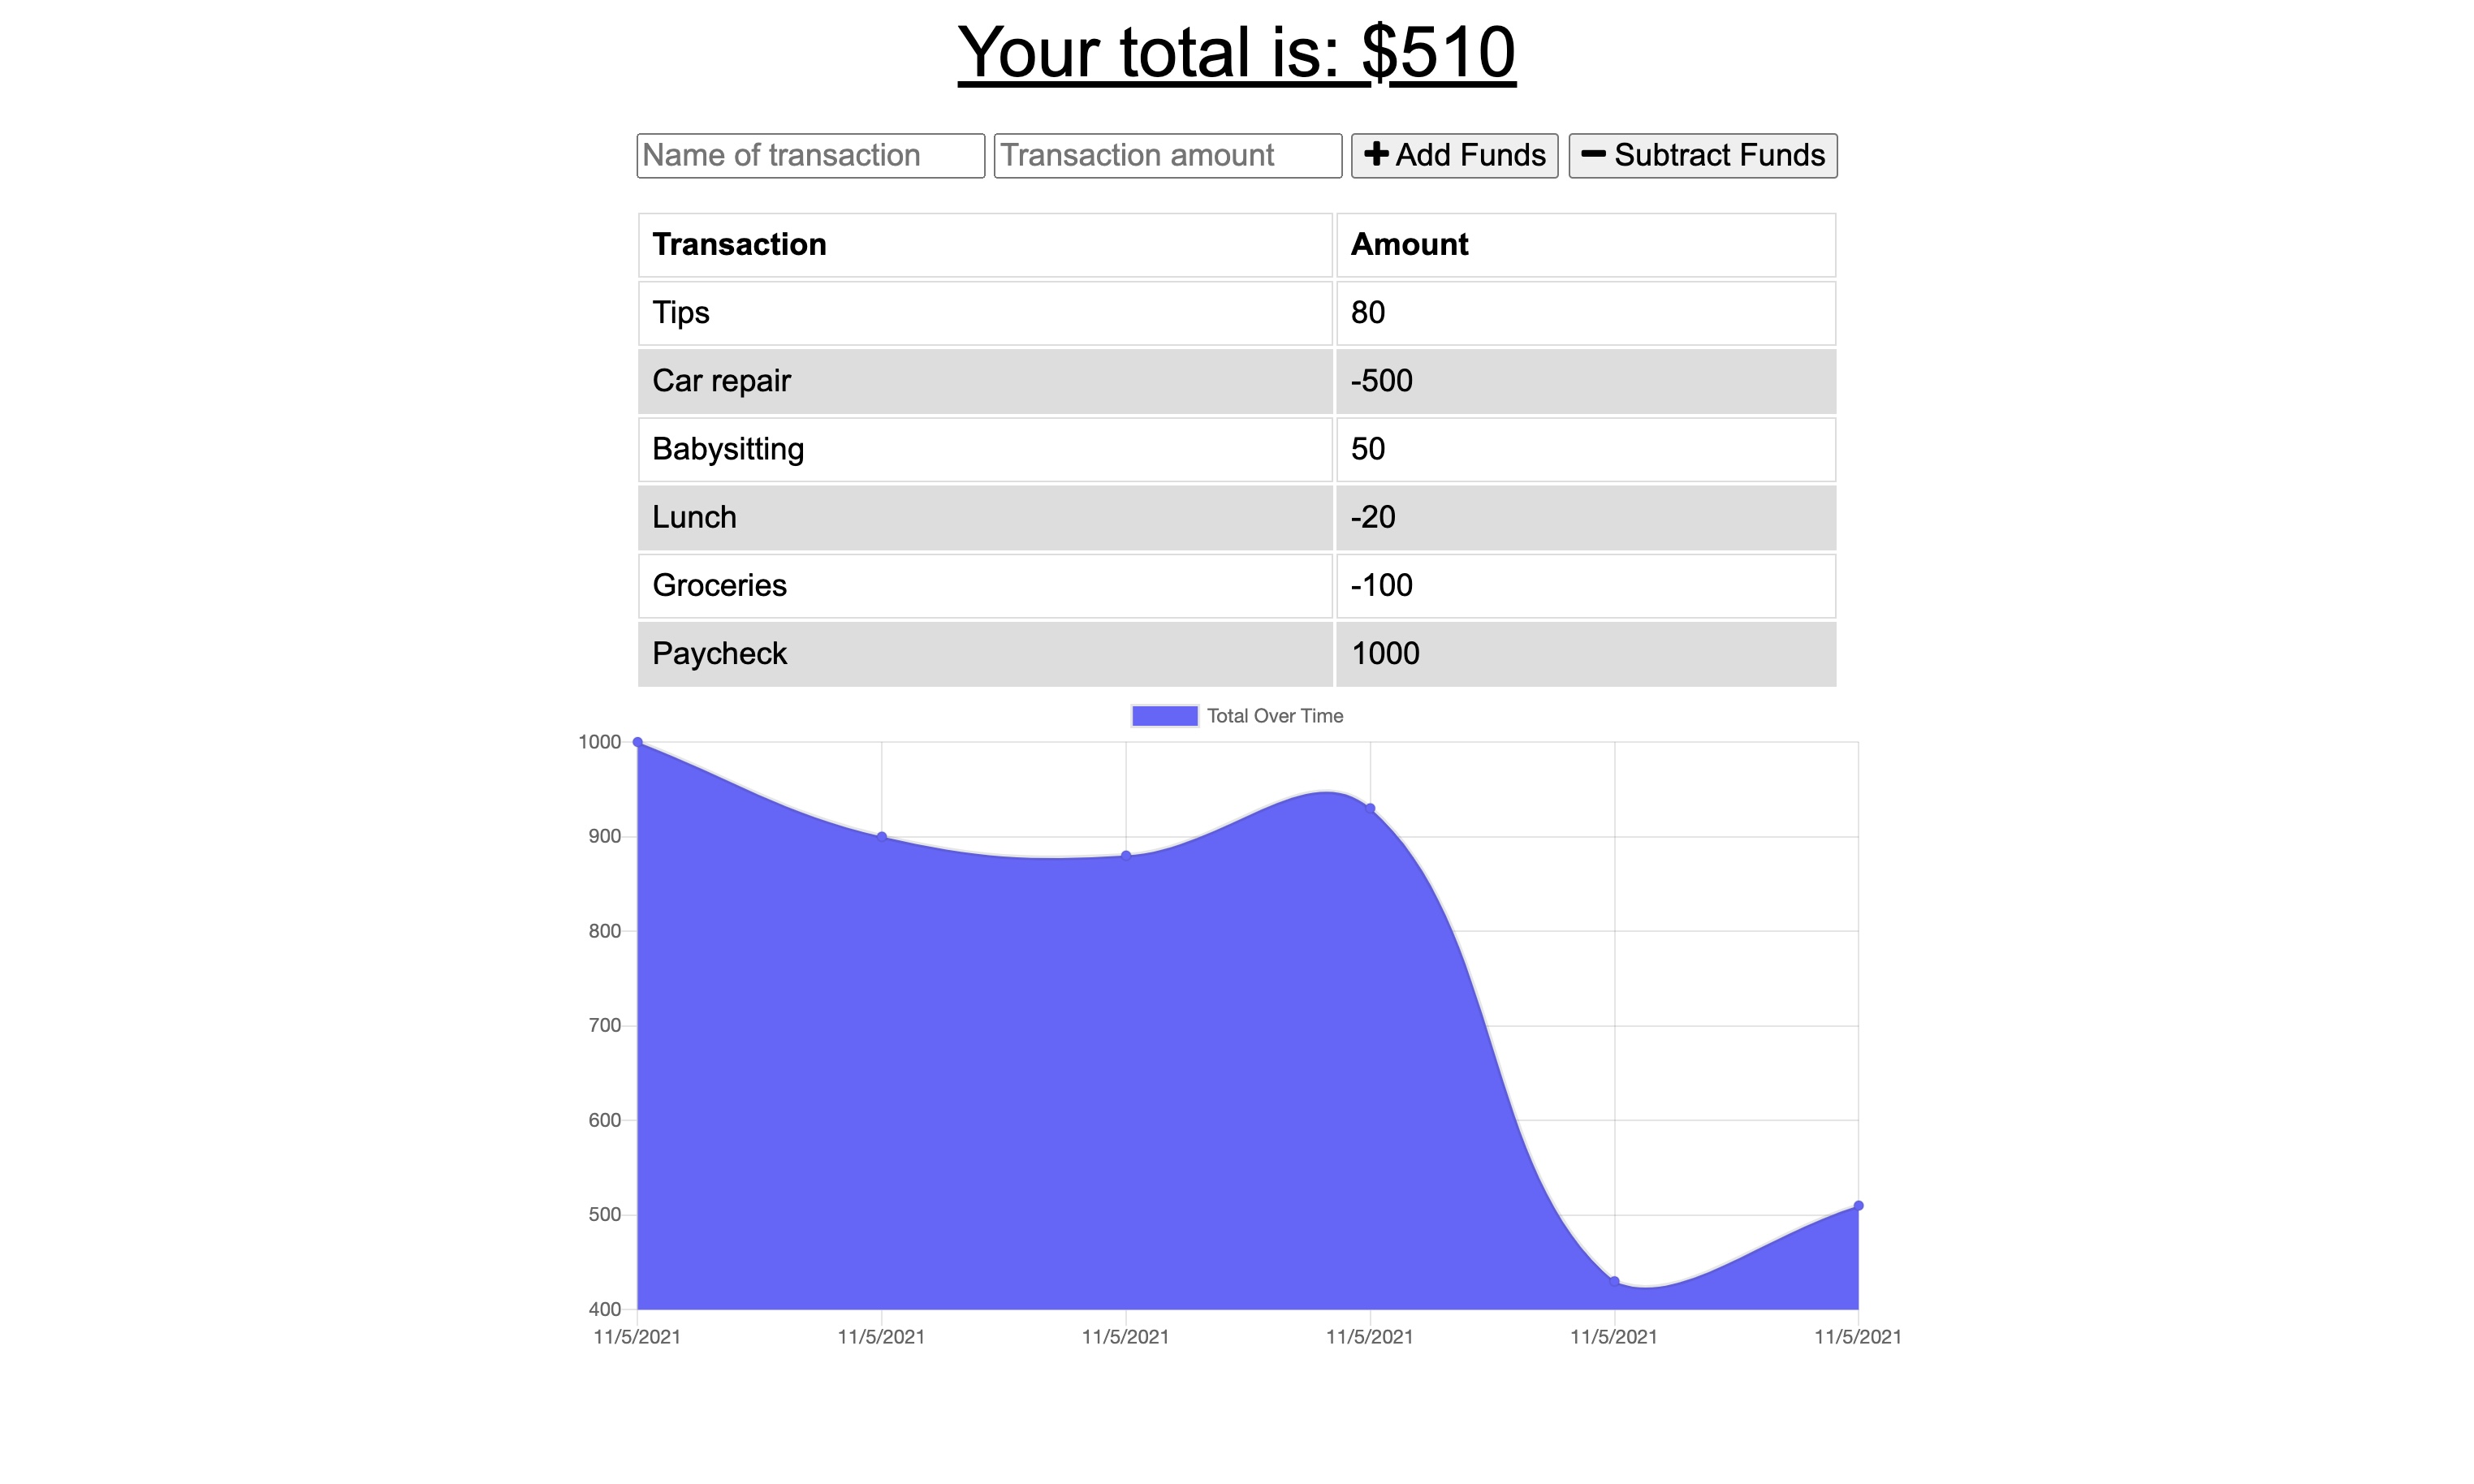 Your total is: $510
Name of transaction Transaction amount Add Funds Subtract Funds
Transaction Amount
Tips 80
Car repair -500
Babysitting 50
Lunch -20
Groceries -100
Paycheck 1000
Total Over Time
1000
900
800
700
600
500
400
11/5/2021 11/5/2021 11/5/2021 11/5/2021 11/5/2021 11/5/2021